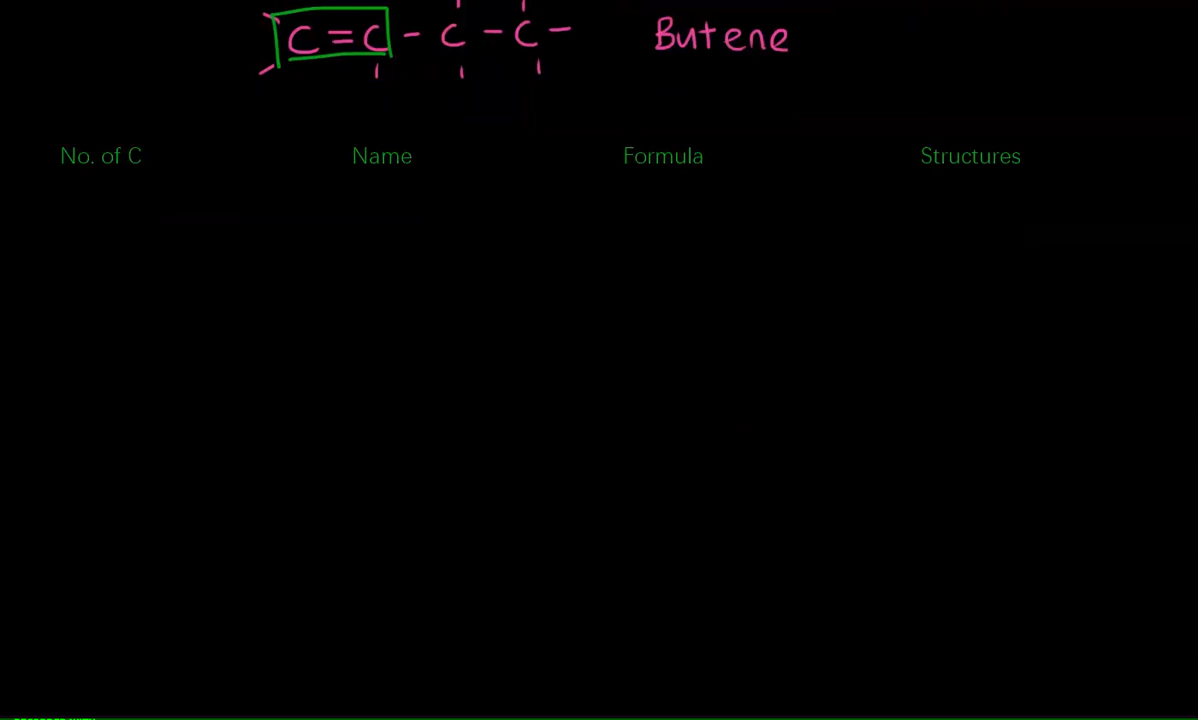 C=C-C-C- Butene
No. of C Name Formula Structures